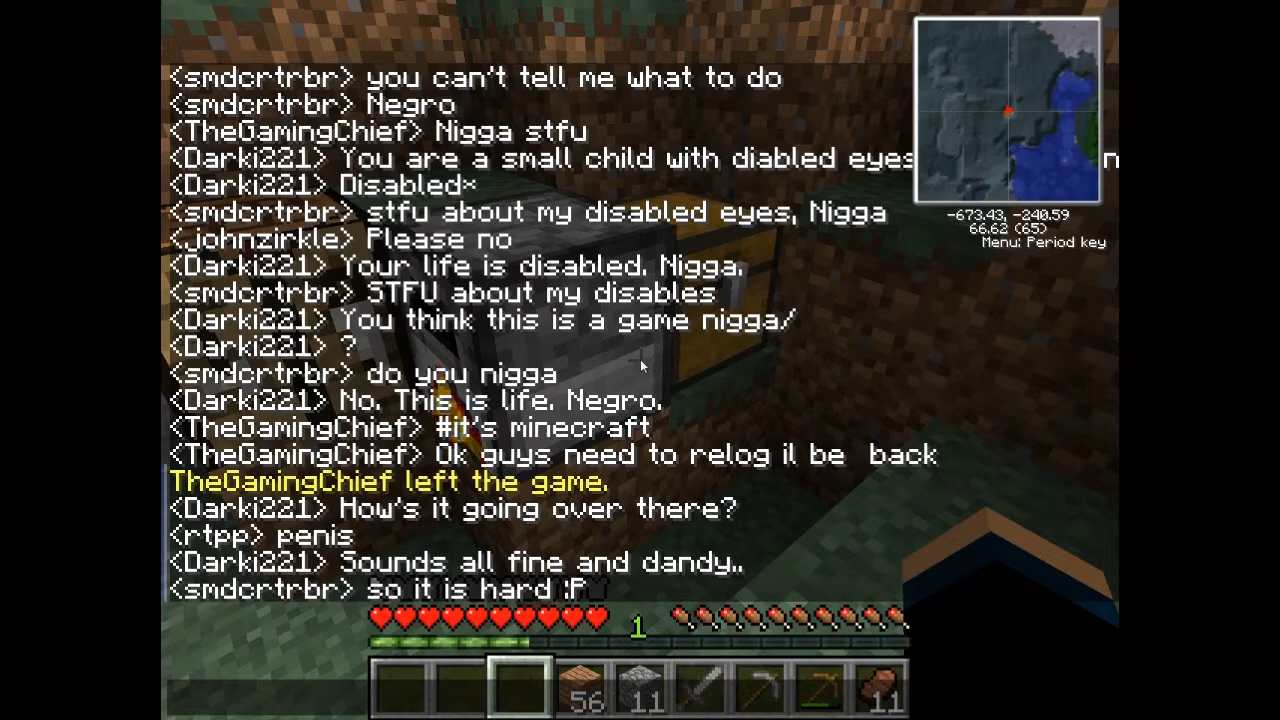 <smdcrtrbr> you can't tell me what to do
<smdcrtrbr> Negro
<TheGamingChief> Nigga stfu
<Darki221> You are a small child with diabled eyes n
<Darki221> Disabled*
<smdcrtrbr> stfu about my disabled eyes, Nigga
<johnzirkle> Please no
<Darki221> Your life is disabled. Nigga.
<smdcrtrbr> STFU about my disables
<Darki221> You think this is a game nigga/
<Darki221> ?
<smdcrtrbr> do you nigga
<Darki221> No. This is life. Negro.
<TheGamingChief> #it's minecraft
<TheGamingChief> Ok guys need to relog il be back
TheGamingChief left the game.
<Darki221> How's it going over there?
<rtpp> penis
<Darki221> Sounds all fine and dandy..
<smdcrtrbr> so it is hard :P
-673.43, -240.59
66.62 (65)
Menu: Period key
1
56
11
11